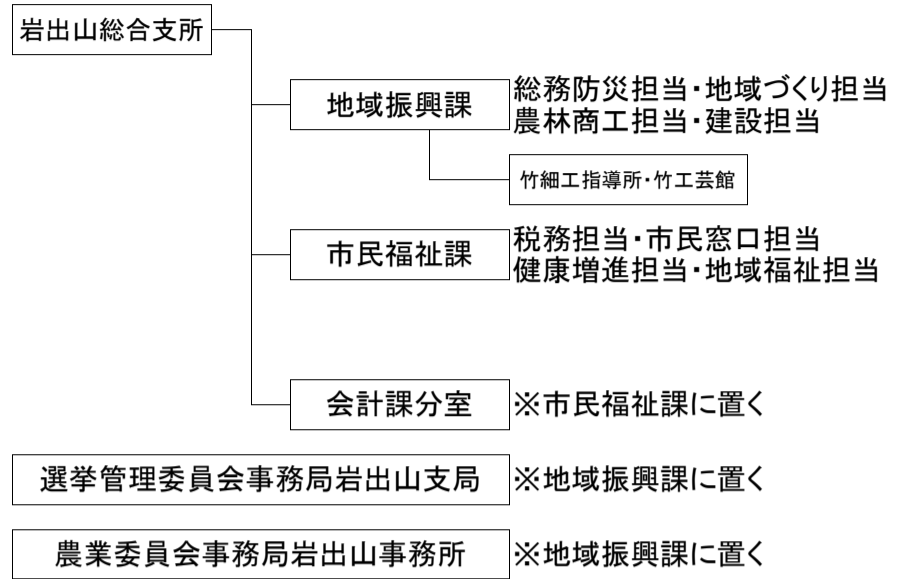 岩出山総合支所
地域振興課
総務防災担当・地域づくり担当
農林商工担当・建設担当
竹細工指導所・竹工芸館
市民福祉課
税務担当・市民窓口担当
健康増進担当・地域福祉担当
会計課分室
※市民福祉課に置く
選挙管理委員会事務局岩出山支局
※地域振興課に置く
農業委員会事務局岩出山事務所
※地域振興課に置く